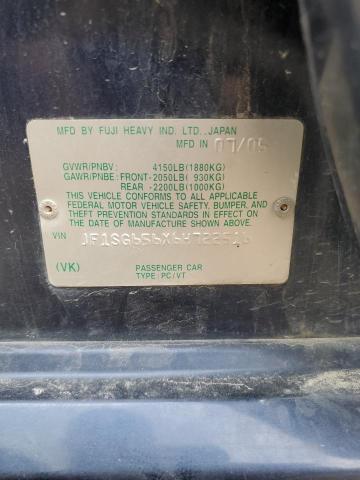 MFD BY FUJI HEAVY IND. LTD., JAPAN
MFD IN 07/05
GVWR/PNBV: 4150LB(1880KG)
GAWR/PNBE: FRONT-2050LB( 930KG)
REAR -2200LB(1000KG)
THIS VEHICLE CONFORMS TO ALL APPLICABLE
FEDERAL MOTOR VEHICLE SAFETY, BUMPER, AND
THEFT PREVENTION STANDARDS IN EFFECT ON THE
DATE OF MANUFACTURE SHOWN ABOVE.
VIN
(VK) PASSENGER CAR
TYPE: PC/VT